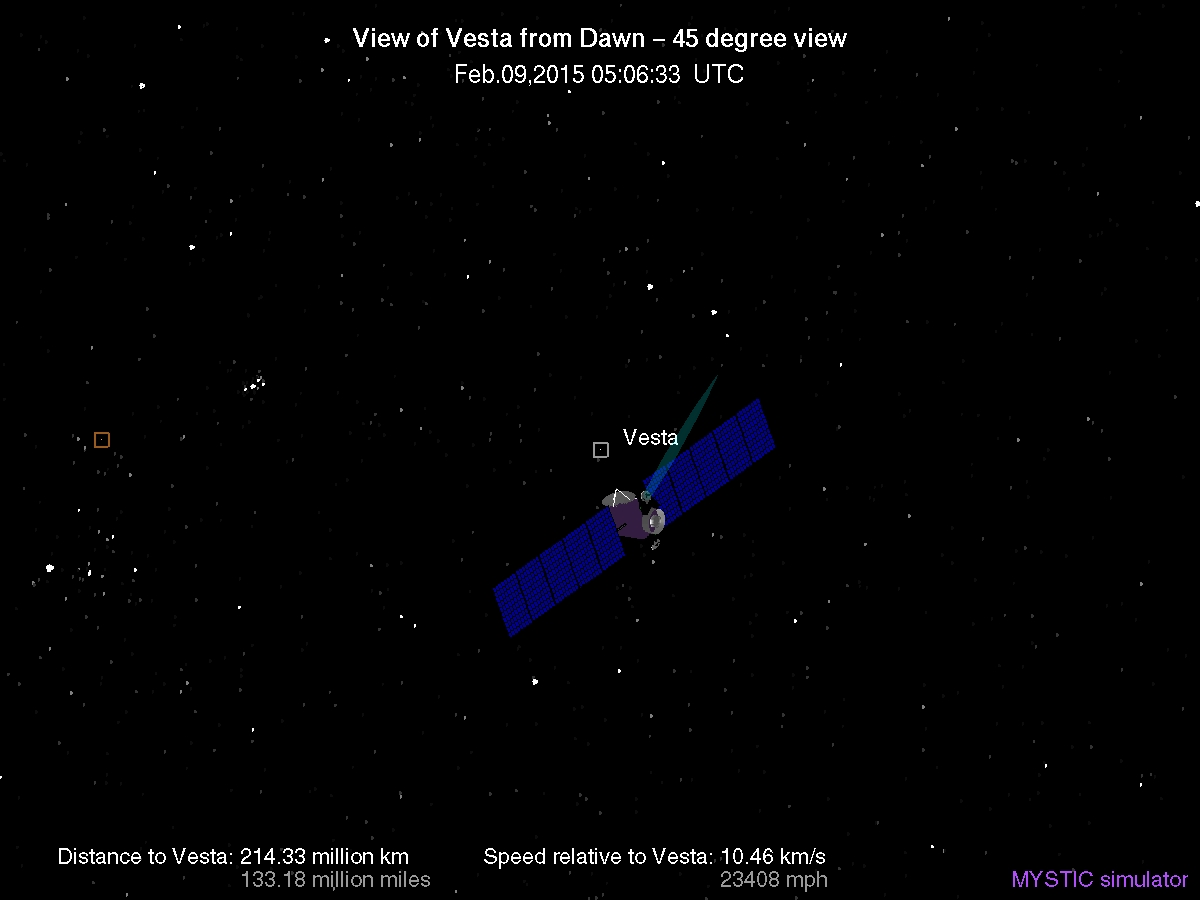 View of Vesta from Dawn – 45 degree view
Feb.09,2015 05:06:33 UTC
Vesta
Distance to Vesta: 214.33 million km
133.18 million miles
Speed relative to Vesta: 10.46 km/s
23408 mph
MYSTIC simulator